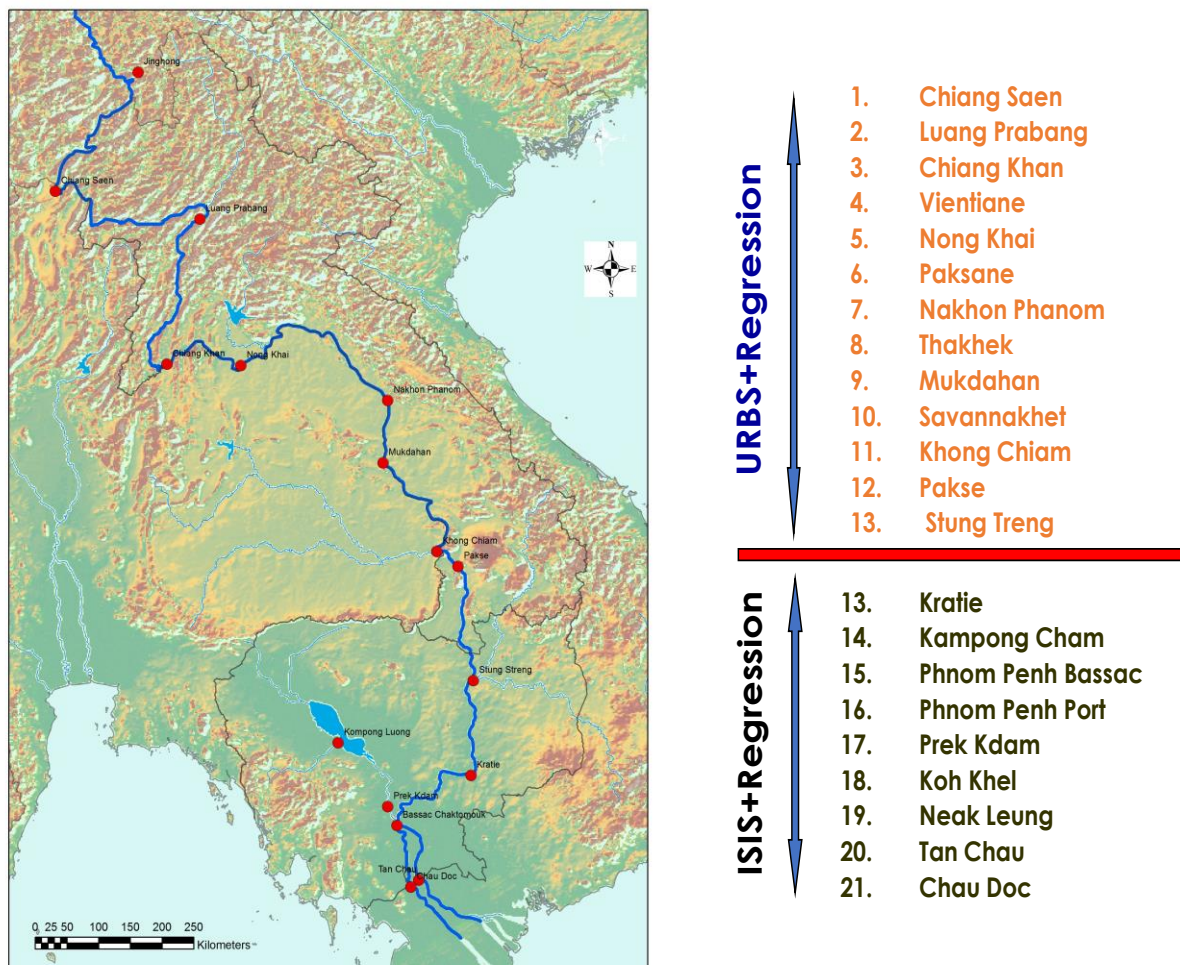 Jinghong
Chiang Saen
Luang Prabang
N
W E
S
Chiang Khan
Nong Khai
Nakhon Phanom
Mukdahan
Khong Chiam
Pakse
Stung Streng
Kompong Luong
Kratie
Prek Kdam
Bassac Chaktomouk
Tan Chau
Chau Doc
0 25 50 100 150 200 250
Kilometers
URBS+Regression
1. Chiang Saen
2. Luang Prabang
3. Chiang Khan
4. Vientiane
5. Nong Khai
6. Paksane
7. Nakhon Phanom
8. Thakhek
9. Mukdahan
10. Savannakhet
11. Khong Chiam
12. Pakse
13. Stung Treng
ISIS+Regression
13. Kratie
14. Kampong Cham
15. Phnom Penh Bassac
16. Phnom Penh Port
17. Prek Kdam
18. Koh Khel
19. Neak Leung
20. Tan Chau
21. Chau Doc